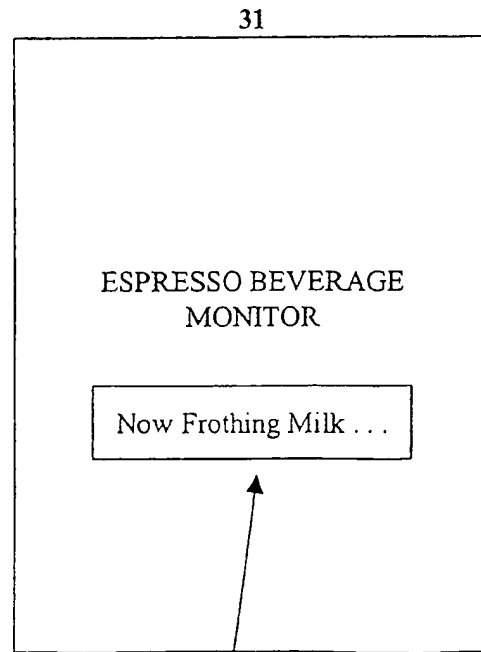 31
ESPRESSO BEVERAGE
MONITOR
Now Frothing Milk . . .